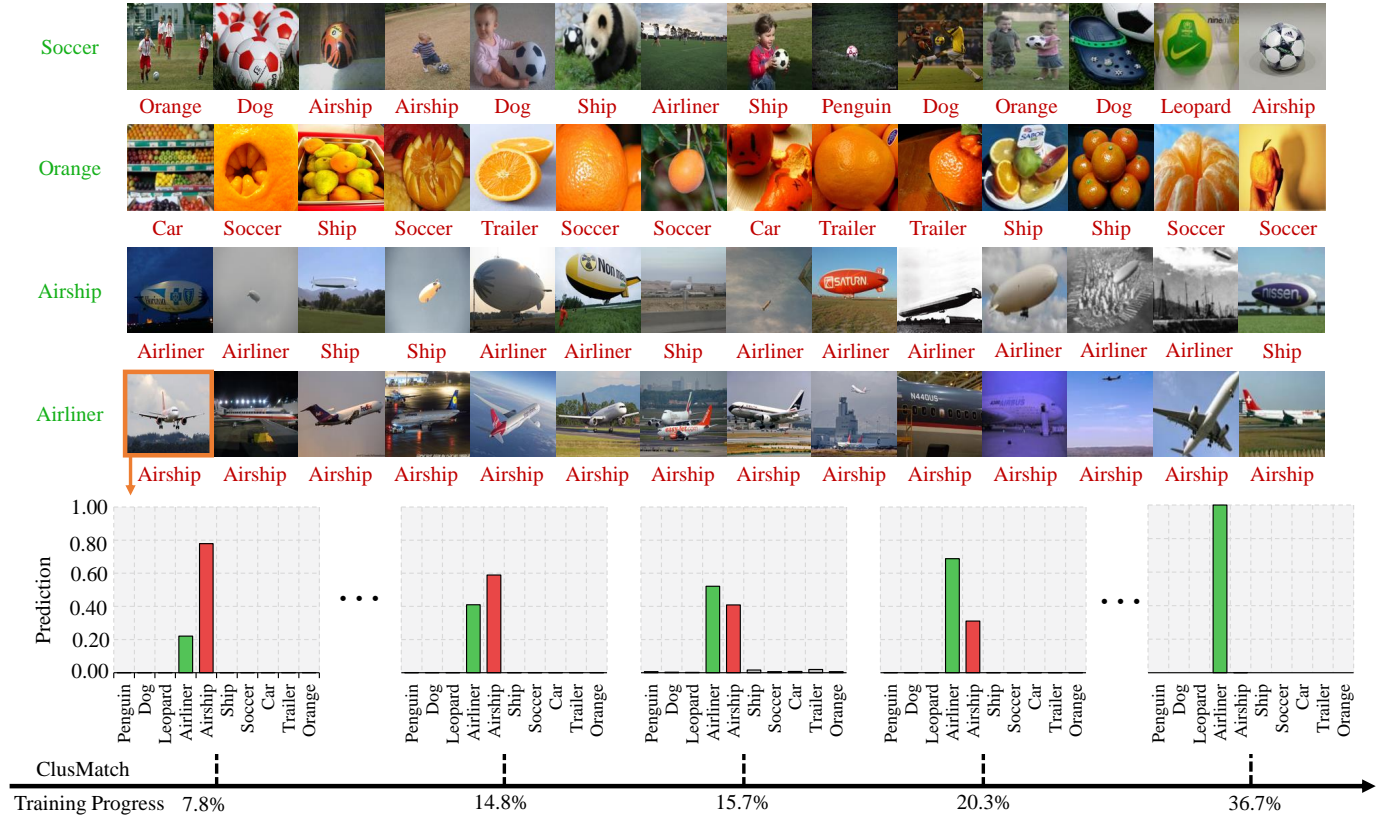 Soccer
Orange Dog Airship Airship Dog Ship Airliner Ship Penguin Dog Orange Dog Leopard Airship
Orange
Car Soccer Ship Soccer Trailer Soccer Soccer Car Trailer Trailer Ship Ship Soccer Soccer
Airship
Non
SATURN
nissen
Airliner Airliner Ship Ship Airliner Airliner Ship Airliner Airliner Airliner Airliner Airliner Airliner Ship
Airliner
N440US
Airship Airship Airship Airship Airship Airship Airship Airship Airship Airship Airship Airship Airship Airship
Prediction
1.00
0.80
0.60
0.40
0.20
0.00
Penguin Dog Leopard Airliner Airship Ship Soccer Car Trailer Orange
Penguin Dog Leopard Airliner Airship Ship Soccer Car Trailer Orange
Penguin Dog Leopard Airliner Airship Ship Soccer Car Trailer Orange
Penguin Dog Leopard Airliner Airship Ship Soccer Car Trailer Orange
Penguin Dog Leopard Airliner Airship Ship Soccer Car Trailer Orange
ClusMatch
Training Progress 7.8% 14.8% 15.7% 20.3% 36.7%